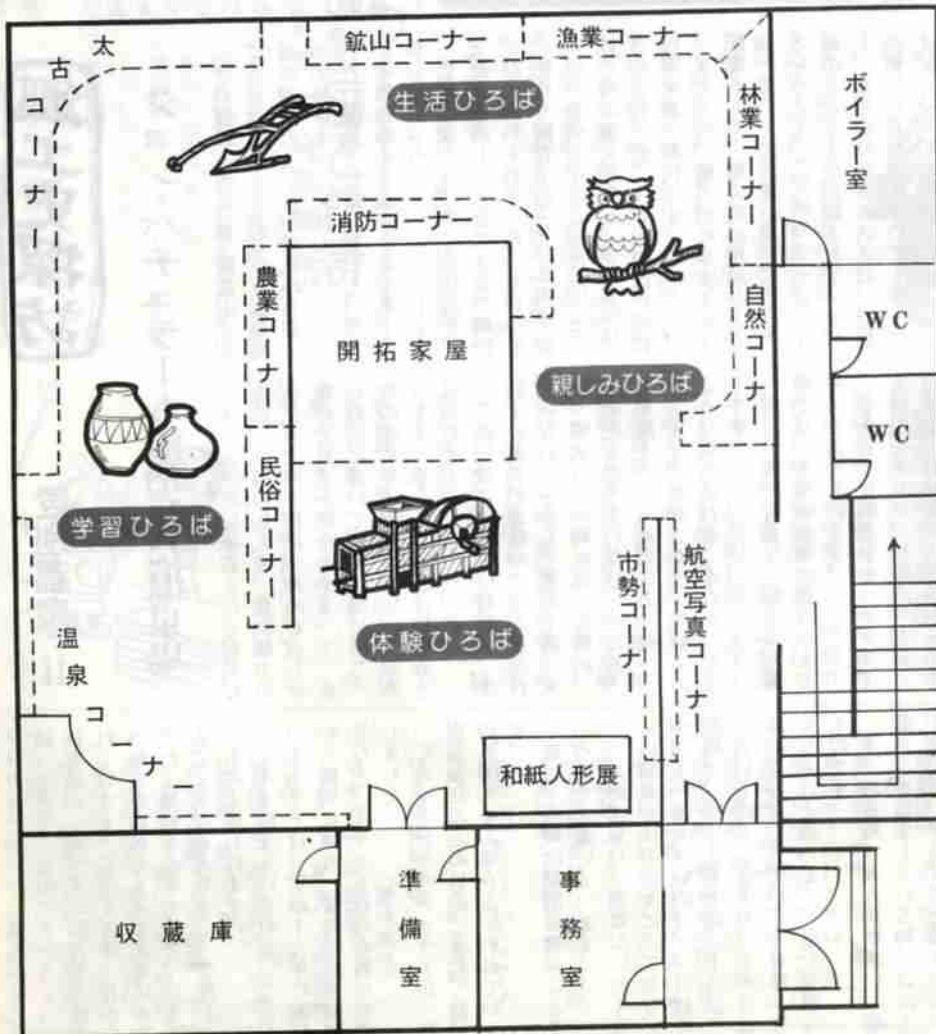 太古コーナー
鉱山コーナー
漁業コーナー
生活ひろば
林業コーナー
ボイラー室
消防コーナー
農業コーナー
開拓家屋
自然コーナー
WC
親しみひろば
WC
民俗コーナー
学習ひろば
体験ひろば
市勢コーナー
航空写真コーナー
温泉コーナー
和紙人形展
収蔵庫
準備室
事務室